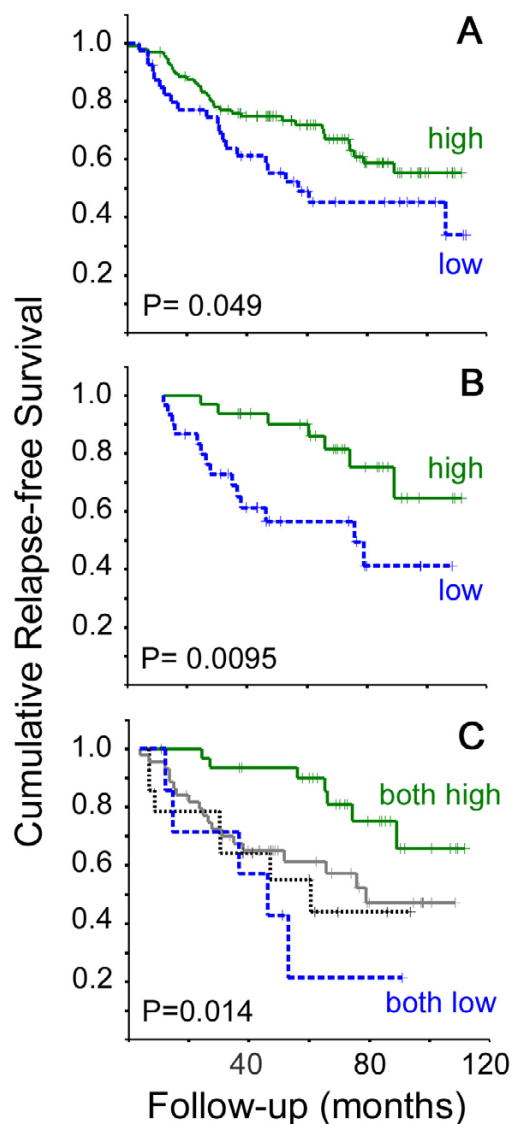 Cumulative Relapse-free Survival
A
1.0
0.8
0.6
0.4
0.2
high
low
P= 0.049
B
1.0
0.8
0.6
0.4
0.2
high
low
P= 0.0095
C
1.0
0.8
0.6
0.4
0.2
both high
both low
P=0.014
40 80 120
Follow-up (months)